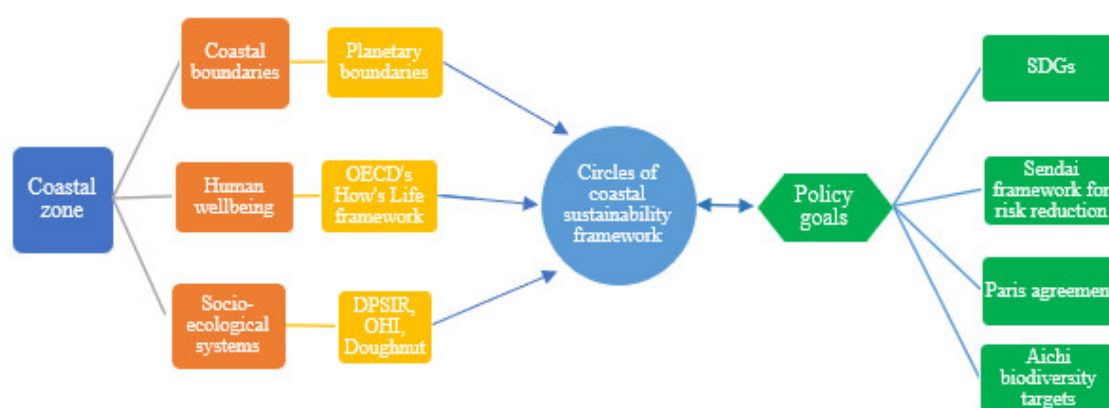 Coastal
zone
Coastal
boundaries
Planetary
boundaries
Human
wellbeing
OECD's
How's Life
framework
Socio-
ecological
systems
DPSIR,
OHI,
Doughnut
Circles of
coastal
sustainability
framework
Policy
goals
SDGs
Sendai
framework for
risk reduction
Paris agreemen
Aichi
biodiversity
targets